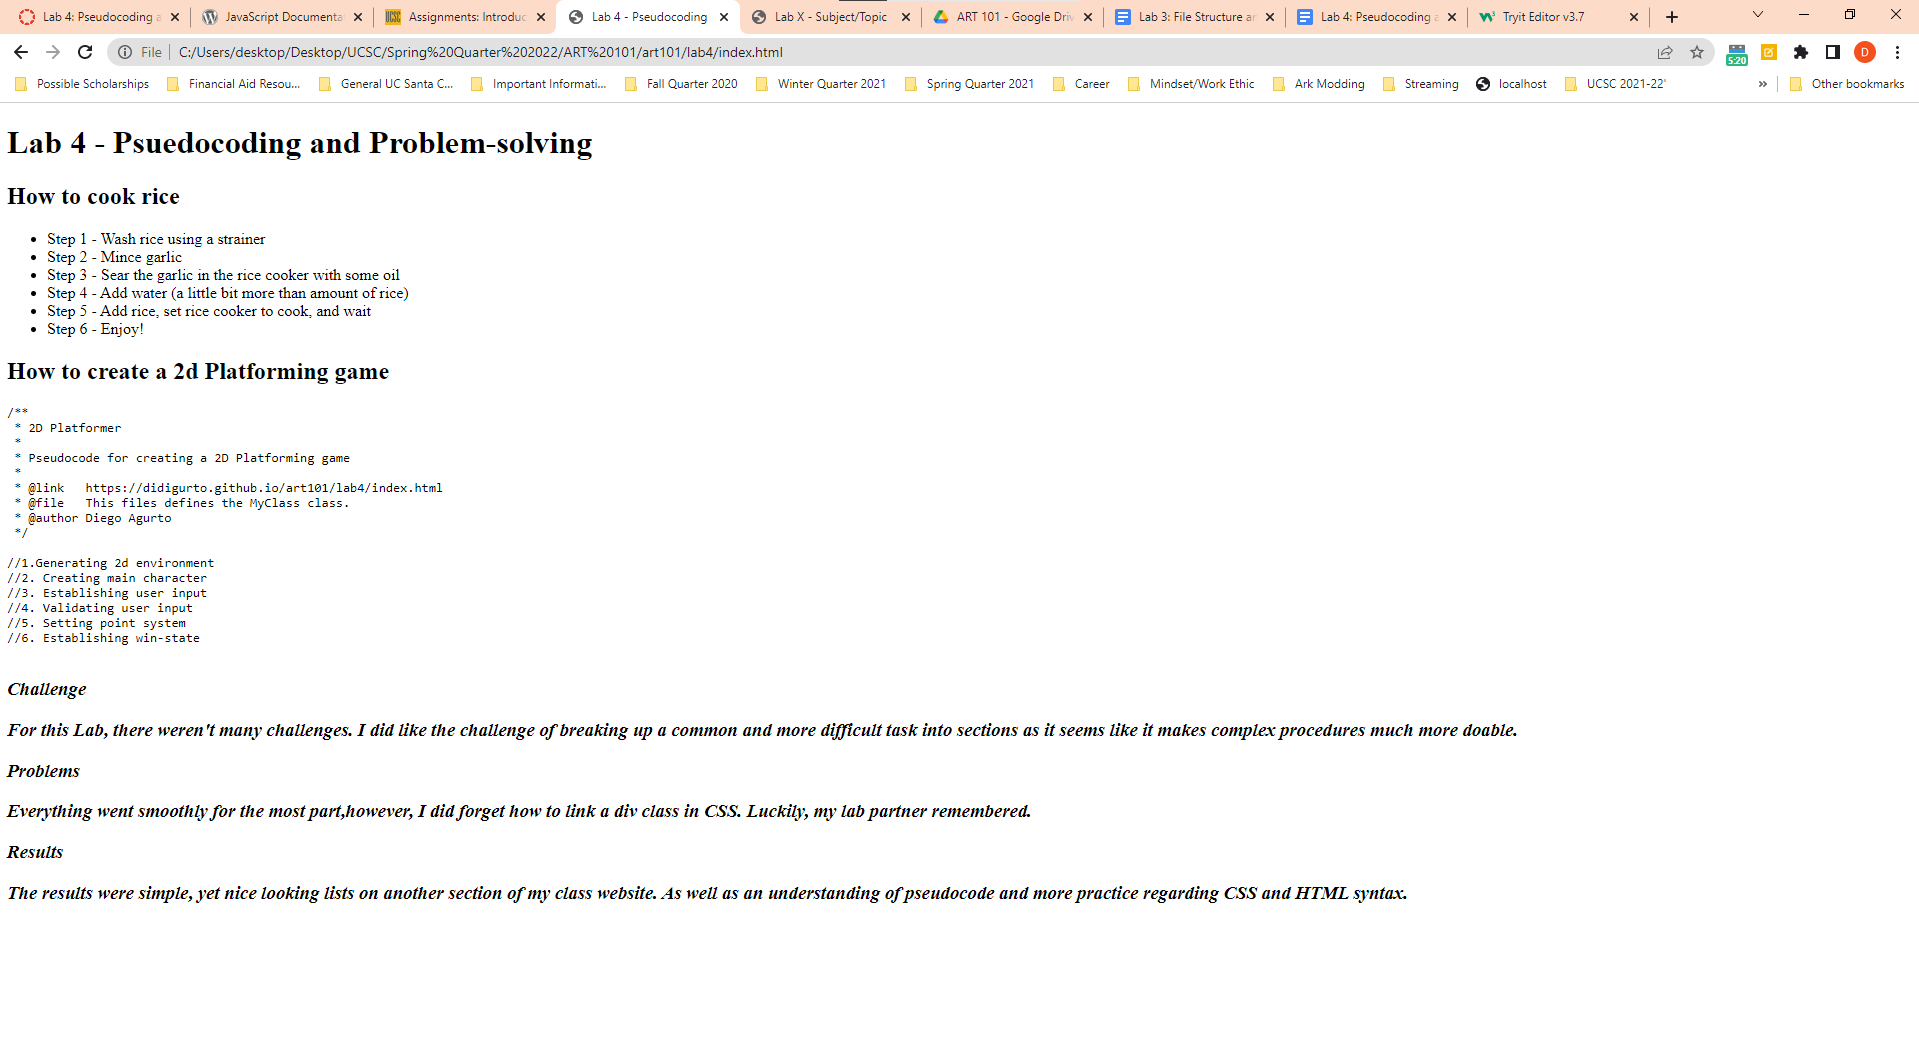 Lab 4: Pseudocoding a
JavaScript Documenta
Assignments: Introduc
Lab 4 - Pseudocoding
Lab X - Subject/Topic
ART 101 - Google Driv
Lab 3: File Structure an
Lab 4: Pseudocoding a
Tryit Editor v3.7
File
C:/Users/desktop/Desktop/UCSC/Spring%20Quarter%202022/ART%20101/art101/lab4/index.html
5:20
D
Possible Scholarships
Financial Aid Resou...
General UC Santa C...
Important Informati...
Fall Quarter 2020
Winter Quarter 2021
Spring Quarter 2021
Career
Mindset/Work Ethic
Ark Modding
Streaming
localhost
UCSC 2021-22'
»
Other bookmarks
Lab 4 - Psuedocoding and Problem-solving
How to cook rice
• Step 1 - Wash rice using a strainer
• Step 2 - Mince garlic
• Step 3 - Sear the garlic in the rice cooker with some oil
• Step 4 - Add water (a little bit more than amount of rice)
• Step 5 - Add rice, set rice cooker to cook, and wait
• Step 6 - Enjoy!
How to create a 2d Platforming game
/**
 * 2D Platformer
 *
 * Pseudocode for creating a 2D Platforming game
 *
 * @link   https://didigurto.github.io/art101/lab4/index.html
 * @file   This files defines the MyClass class.
 * @author Diego Agurto
 */
//1.Generating 2d environment
//2. Creating main character
//3. Establishing user input
//4. Validating user input
//5. Setting point system
//6. Establishing win-state
Challenge
For this Lab, there weren't many challenges. I did like the challenge of breaking up a common and more difficult task into sections as it seems like it makes complex procedures much more doable.
Problems
Everything went smoothly for the most part,however, I did forget how to link a div class in CSS. Luckily, my lab partner remembered.
Results
The results were simple, yet nice looking lists on another section of my class website. As well as an understanding of pseudocode and more practice regarding CSS and HTML syntax.